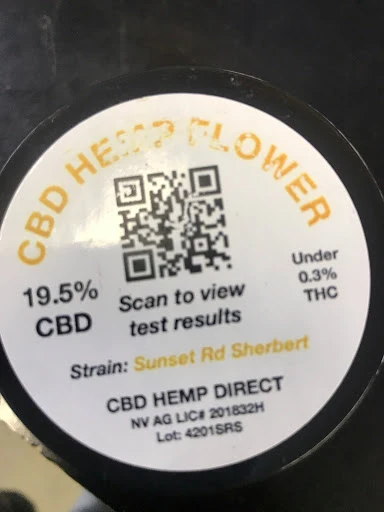 CBD HEMP FLOWER
19.5%
CBD
Scan to view
test results
Under
0.3%
THC
Strain: Sunset Rd Sherbert
CBD HEMP DIRECT
NV AG LIC# 201832H
Lot: 4201SRS